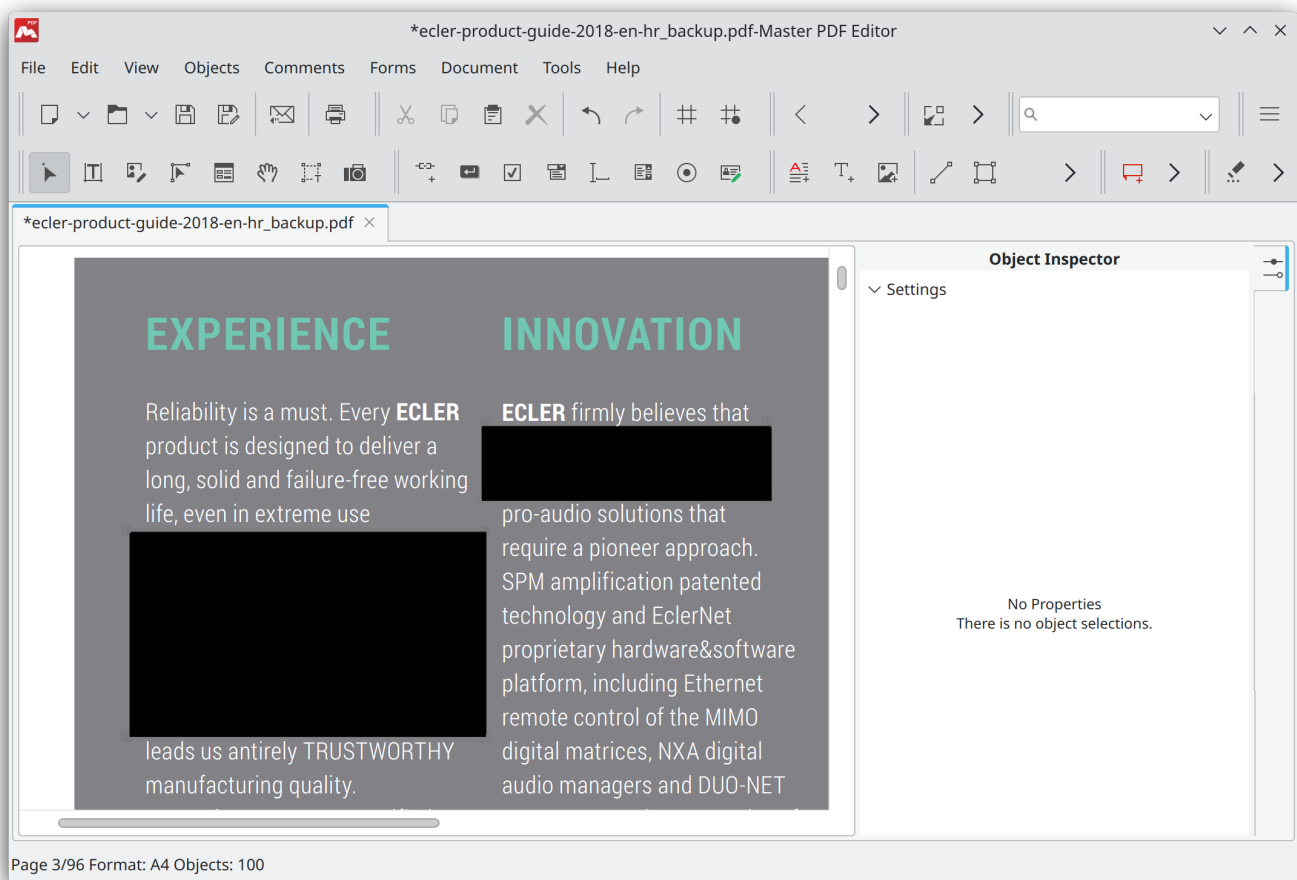 *ecler-product-guide-2018-en-hr_backup.pdf-Master PDF Editor
File Edit View Objects Comments Forms Document Tools Help
*ecler-product-guide-2018-en-hr_backup.pdf
Object Inspector
Settings
No Properties
There is no object selections.
EXPERIENCE
Reliability is a must. Every ECLER
product is designed to deliver a
long, solid and failure-free working
life, even in extreme use
leads us antirely TRUSTWORTHY
manufacturing quality.
INNOVATION
ECLER firmly believes that
pro-audio solutions that
require a pioneer approach.
SPM amplification patented
technology and EclerNet
proprietary hardware&software
platform, including Ethernet
remote control of the MIMO
digital matrices, NXA digital
audio managers and DUO-NET
Page 3/96 Format: A4 Objects: 100